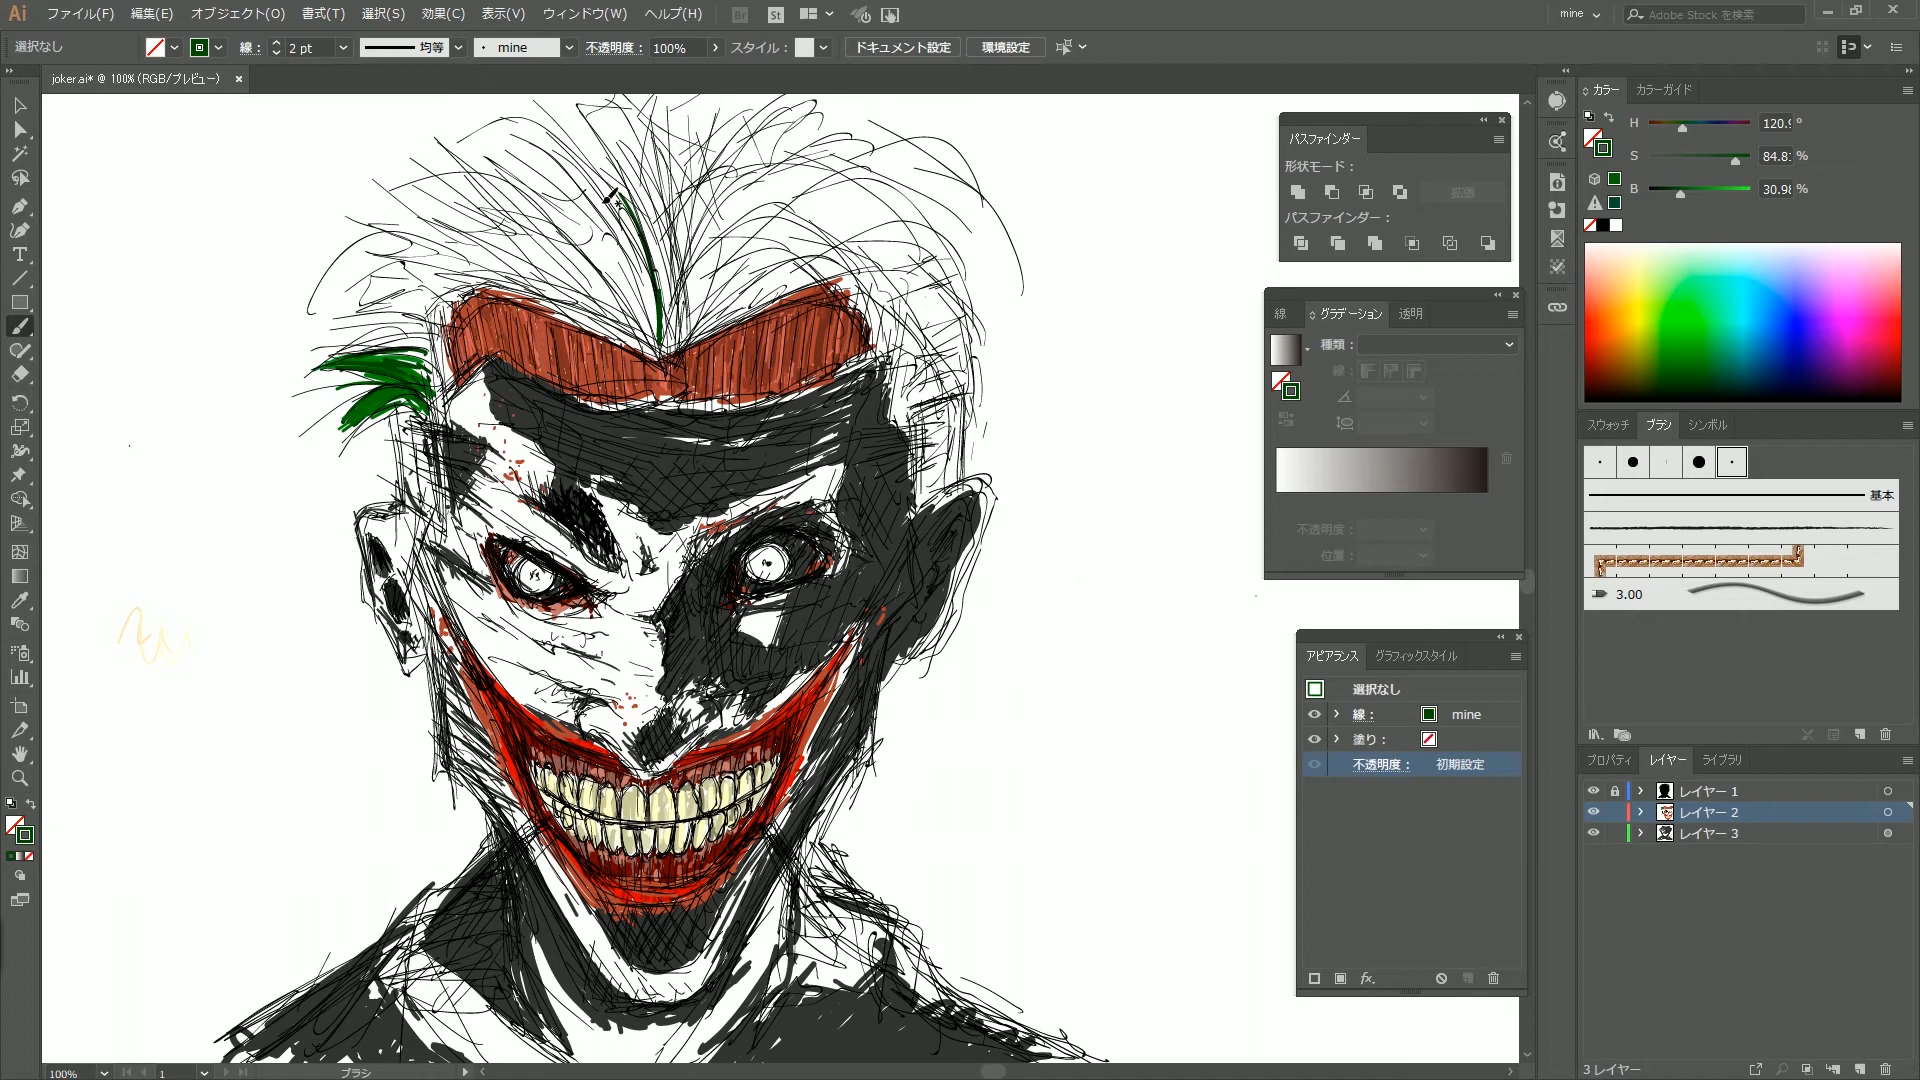 Ai ファイル(F) 編集(E) オブジェクト(O) 書式(T) 選択(S) 効果(C) 表示(V) ウィンドウ(W) ヘルプ(H) Br St mine Adobe Stock を検索
選択なし 線: 2 pt 均等 mine 不透明度: 100% スタイル: ドキュメント設定 環境設定
joker.ai* @ 100% (RGB/プレビュー)
パスファインダー
形状モード:
拡張
パスファインダー:
線 グラデーション 透明
種類:
線:
不透明度:
位置:
アピアランス グラフィックスタイル
選択なし
線: mine
塗り:
不透明度: 初期設定
fx.
カラー カラーガイド
H 120.9 °
S 84.81 %
B 30.98 %
スウォッチ ブラシ シンボル
基本
3.00
プロパティ レイヤー ライブラリ
レイヤー 1
レイヤー 2
レイヤー 3
3 レイヤー
100% 1 ブラシ